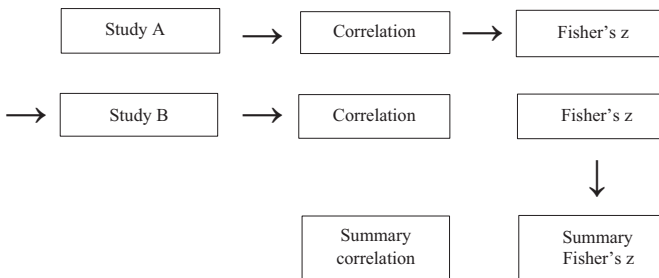 Study A
Correlation
Fisher's z
Study B
Correlation
Fisher's z
Summary
correlation
Summary
Fisher's z